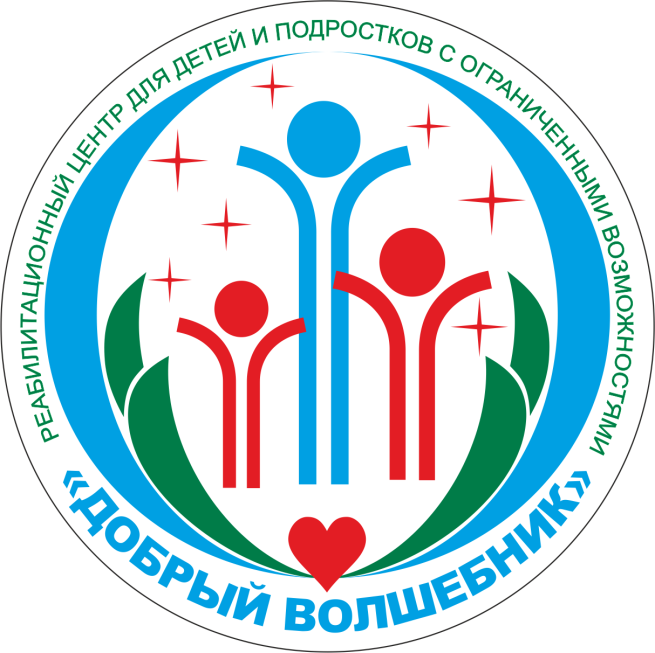 РЕАБИЛИТАЦИОННЫЙ ЦЕНТР ДЛЯ ДЕТЕЙ И ПОДРОСТКОВ С ОГРАНИЧЕННЫМИ ВОЗМОЖНОСТЯМИ
«ДОБРЫЙ ВОЛШЕБНИК»